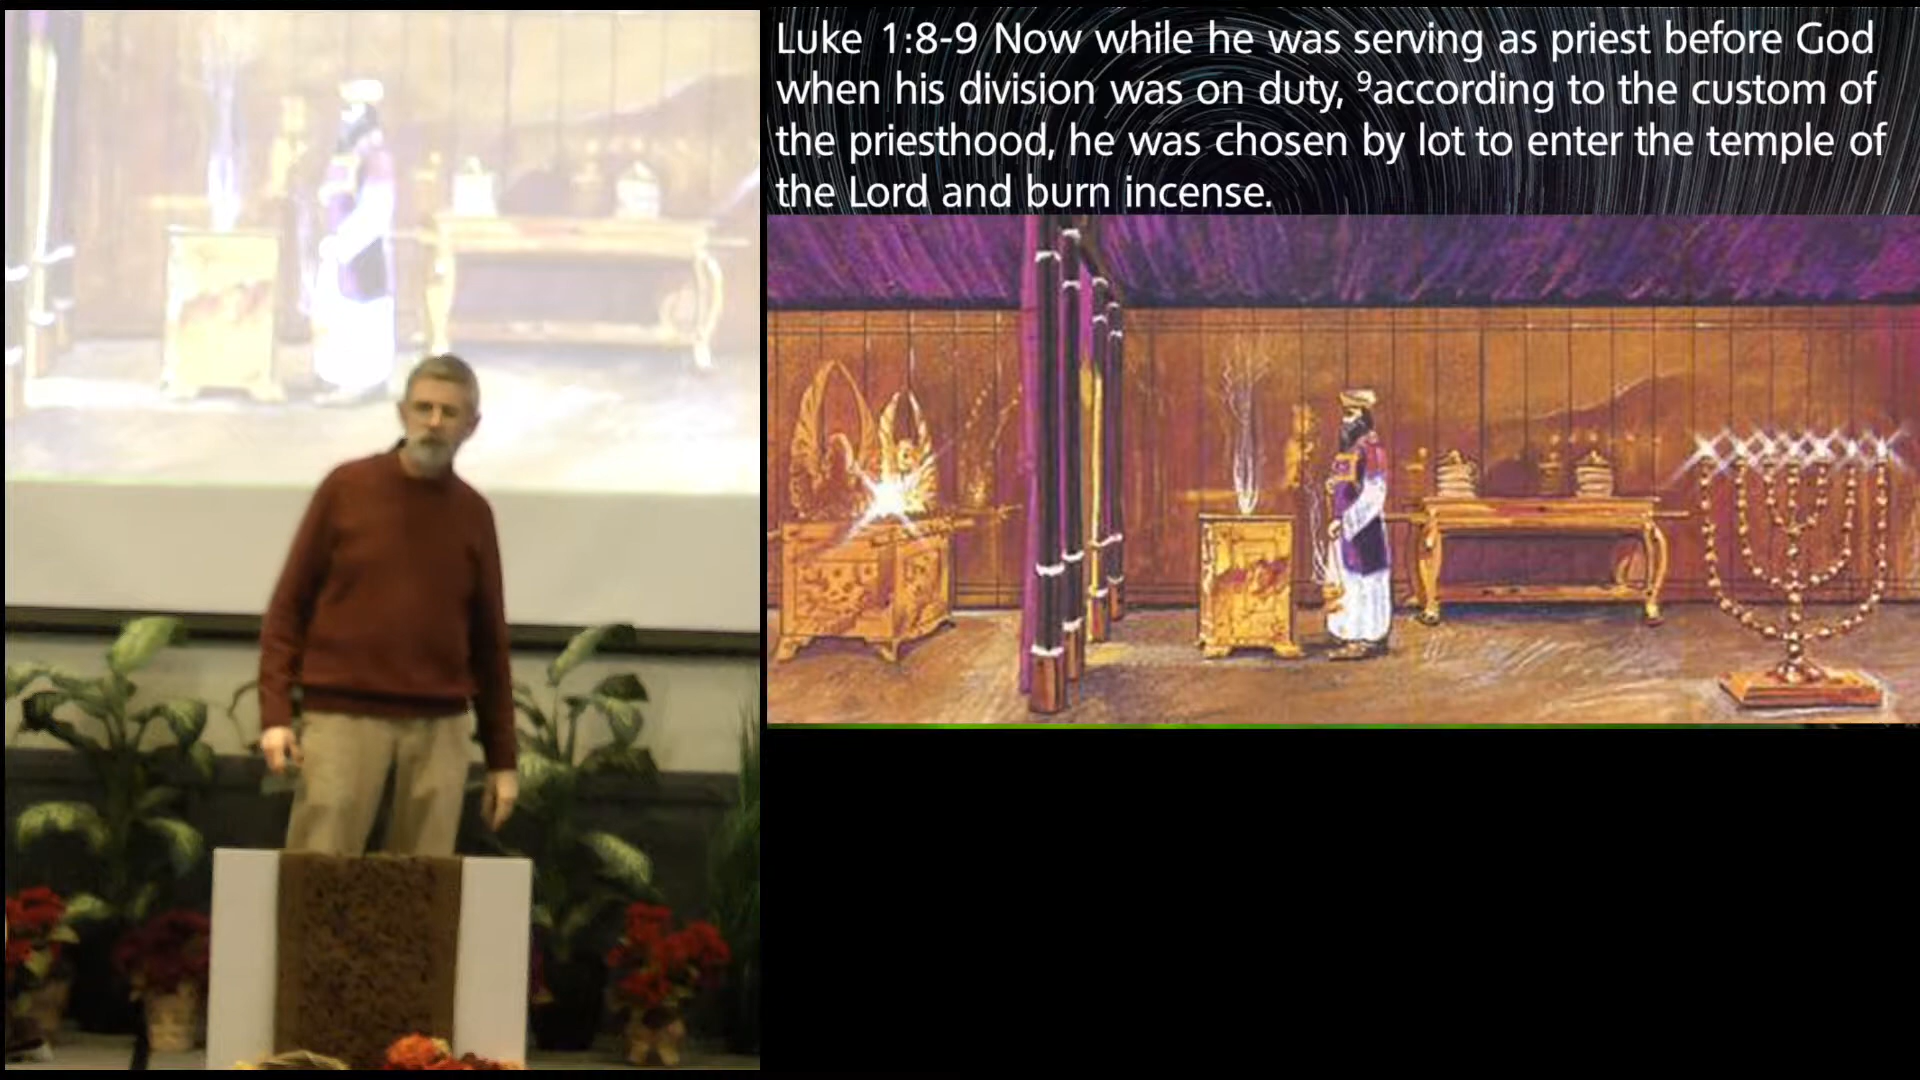 Luke 1:8-9 Now while he was serving as priest before God
when his division was on duty, ⁹according to the custom of
the priesthood, he was chosen by lot to enter the temple of
the Lord and burn incense.